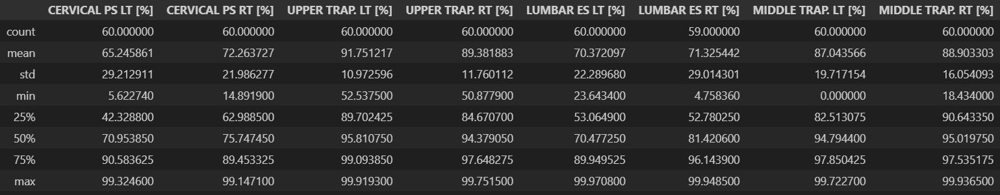 CERVICAL PS LT [%] CERVICAL PS RT [%] UPPER TRAP. LT [%] UPPER TRAP. RT [%] LUMBAR ES LT [%] LUMBAR ES RT [%] MIDDLE TRAP. LT [%] MIDDLE TRAP. RT [%]
count 60.000000 60.000000 60.000000 60.000000 60.000000 59.000000 60.000000 60.000000
mean 65.245861 72.263727 91.751217 89.381883 70.372097 71.325442 87.043566 88.903303
std 29.212911 21.986277 10.972596 11.760112 22.289680 29.014301 19.717154 16.054093
min 5.622740 14.891900 52.537500 50.877900 23.643400 4.758360 0.000000 18.434000
25% 42.328800 62.988500 89.702425 84.670700 53.064900 52.780250 82.513075 90.643350
50% 70.953850 75.747450 95.810750 94.379050 70.477250 81.420600 94.794400 95.019750
75% 90.583625 89.453325 99.093850 97.648275 89.949525 96.143900 97.850425 97.535175
max 99.324600 99.147100 99.919300 99.751500 99.970800 99.948500 99.722700 99.936500